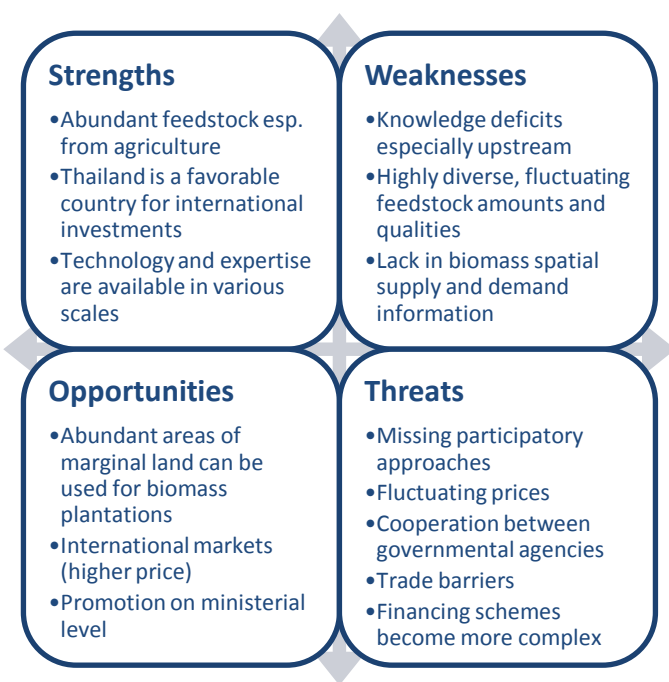 Strengths
•Abundant feedstock esp.
from agriculture
•Thailand is a favorable
country for international
investments
•Technology and expertise
are available in various
scales
Weaknesses
•Knowledge deficits
especially upstream
•Highly diverse, fluctuating
feedstock amounts and
qualities
•Lack in biomass spatial
supply and demand
information
Opportunities
•Abundant areas of
marginal land can be
used for biomass
plantations
•International markets
(higher price)
•Promotion on ministerial
level
Threats
•Missing participatory
approaches
•Fluctuating prices
•Cooperation between
governmental agencies
•Trade barriers
•Financing schemes
become more complex